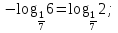 −log_{1/7} 6 = log_{1/7} 2;